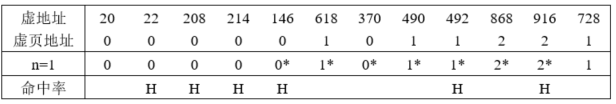 虚地址 20 22 208 214 146 618 370 490 492 868 916 728
虚页地址 0 0 0 0 0 1 0 1 1 2 2 1
n=1 0 0 0 0 0* 1* 0* 1* 1* 2* 2* 1
命中率 H H H H H H